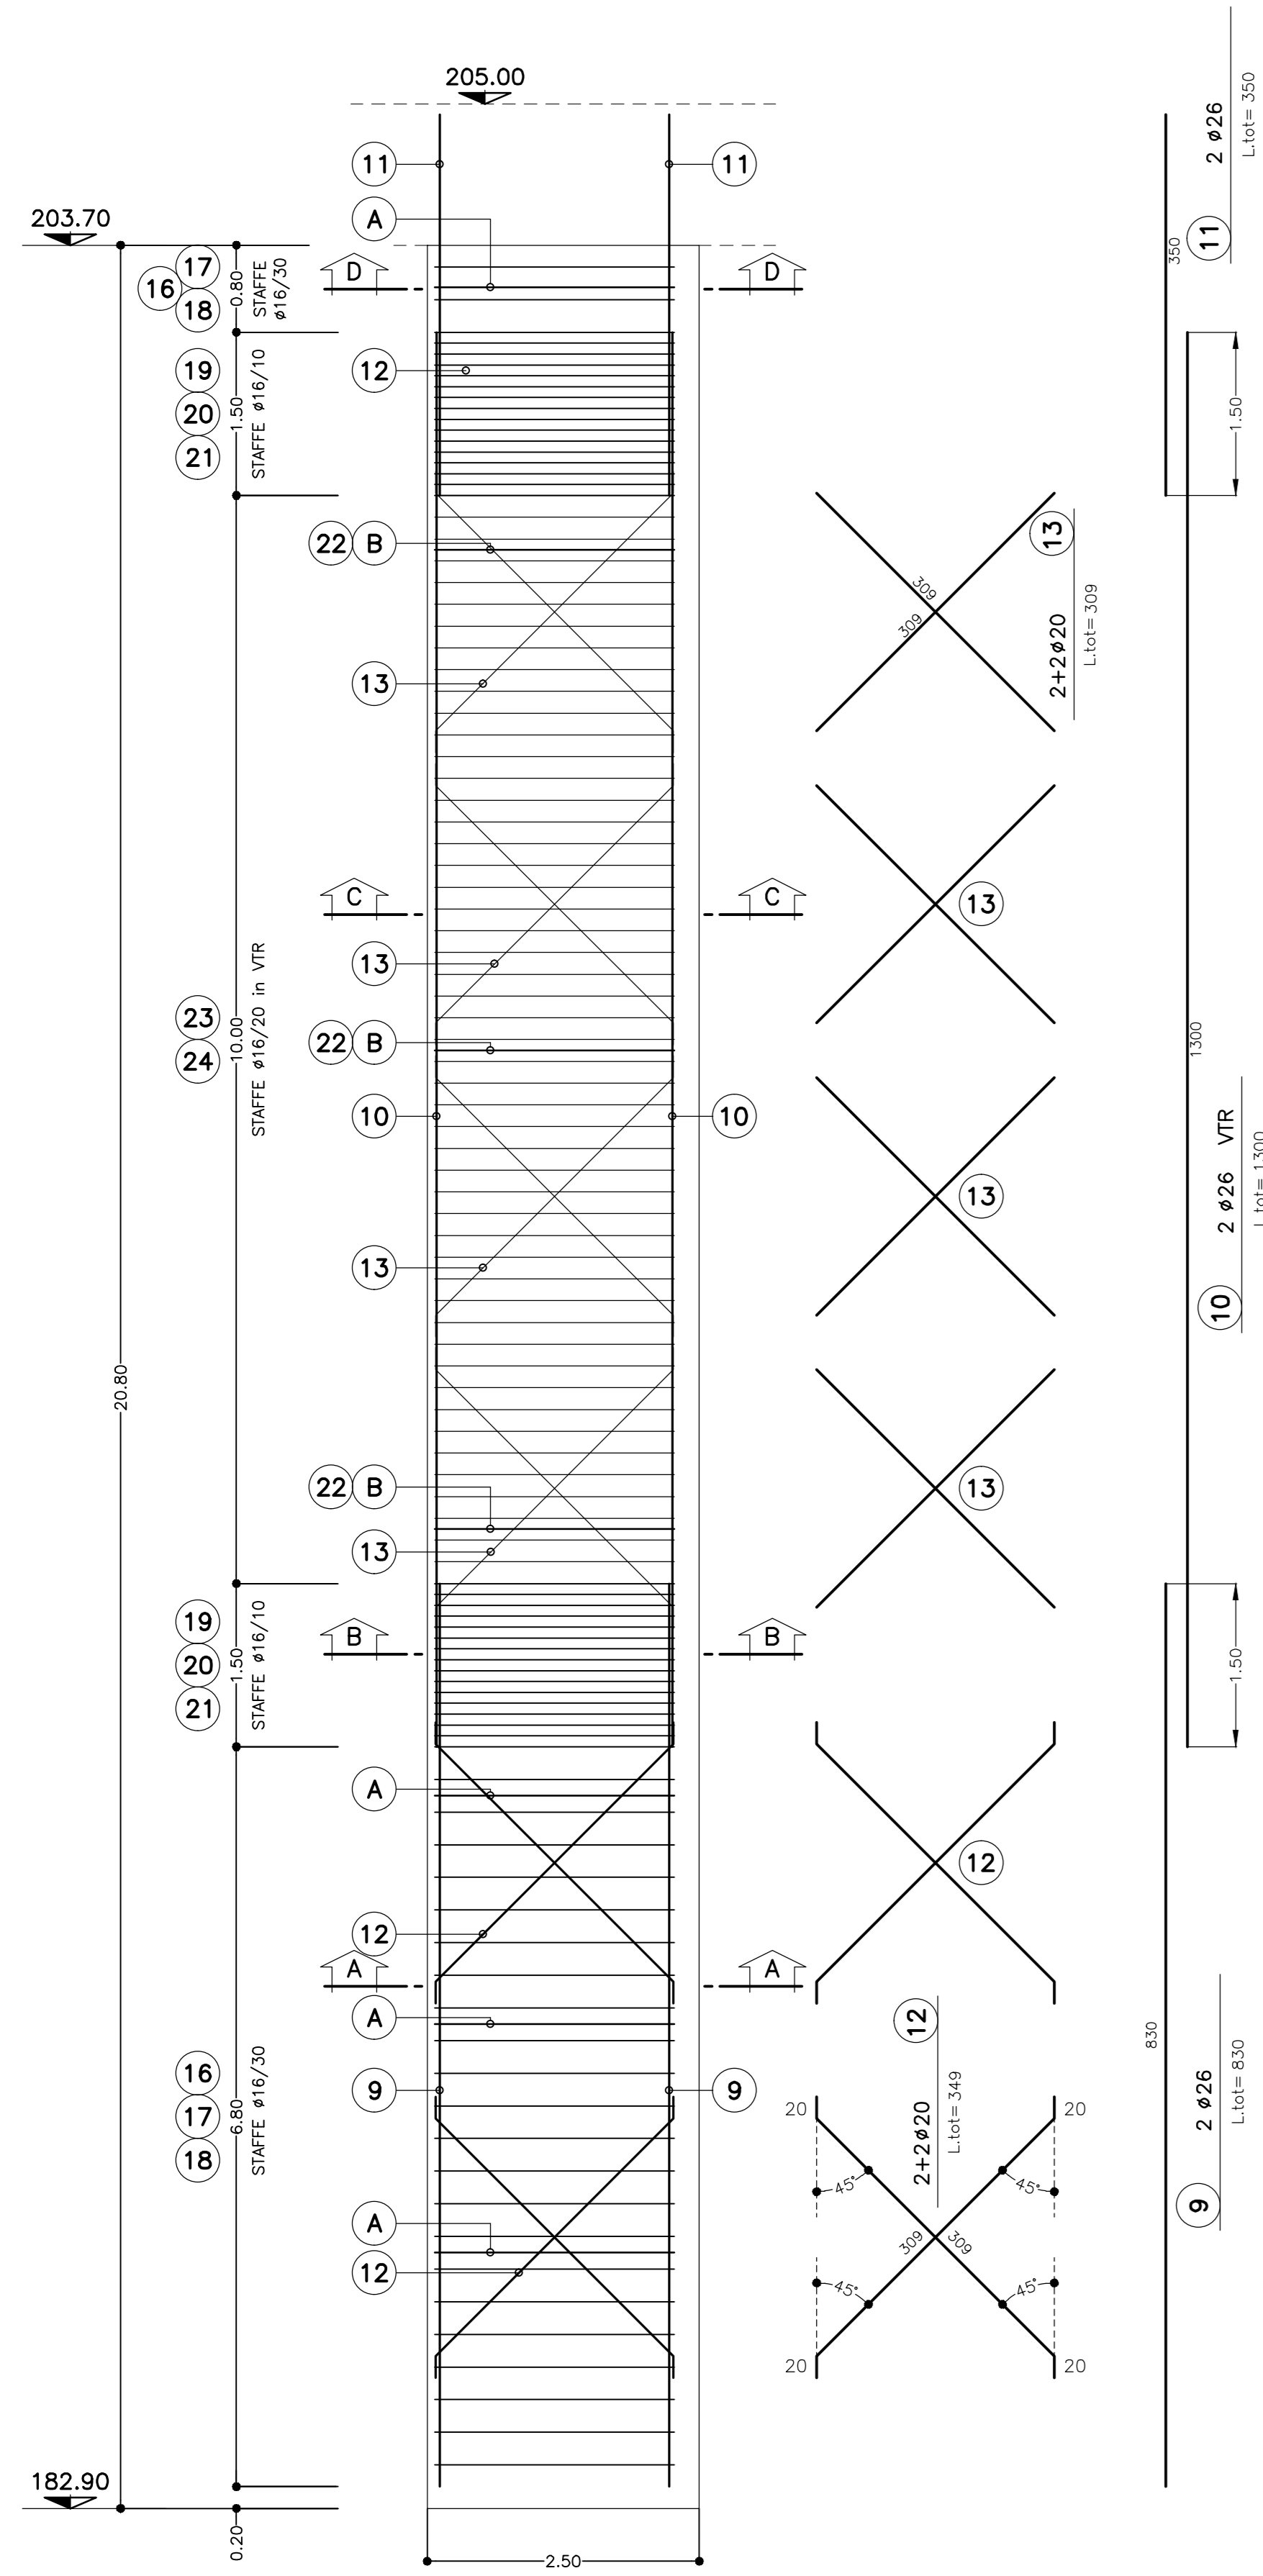 205.00
11
11
A
203.70
17
16
18
0.80
STAFFE
ø16/30
D
D
19
20
21
1.50
STAFFE ø16/10
12
22
B
13
C
C
13
23
24
10.00
STAFFE ø16/20 in VTR
22
B
10
10
13
20.80
22
B
13
19
20
21
1.50
STAFFE ø16/10
B
B
A
12
A
A
A
16
17
18
6.80
STAFFE ø16/30
9
9
A
12
182.90
0.20
2.50
309
309
13
2+2ø20
L.tot= 309
13
13
13
12
12
2+2ø20
L.tot= 349
20
20
45°
45°
309
309
45°
45°
20
20
350
11
2 ø26
L.tot= 350
1.50
1300
10
2 ø26 VTR
L.tot= 1300
1.50
830
9
2 ø26
L.tot= 830